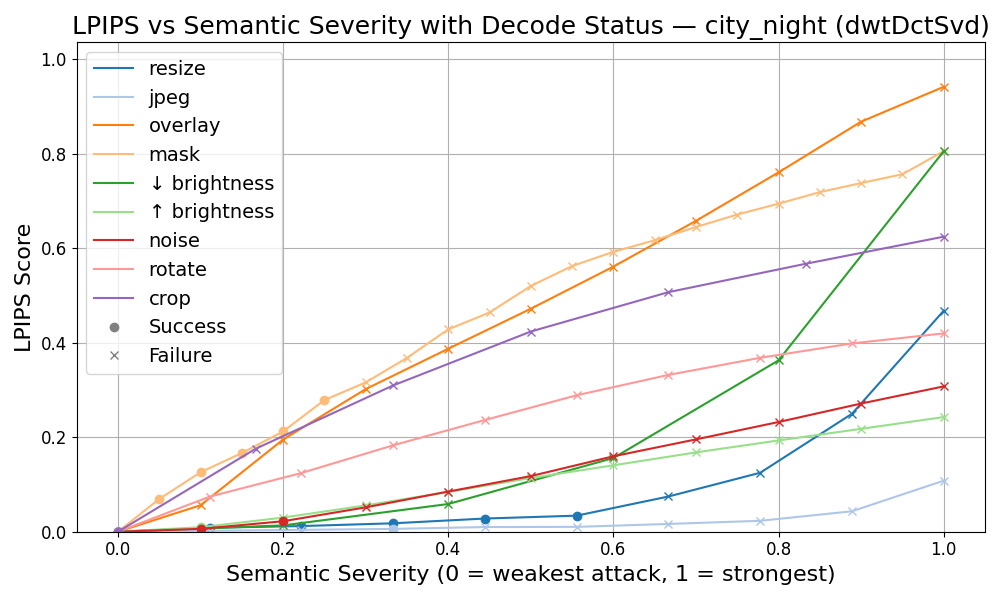 LPIPS vs Semantic Severity with Decode Status — city_night (dwtDctSvd)
LPIPS Score
1.0
0.8
0.6
0.4
0.2
0.0
resize
jpeg
overlay
mask
↓ brightness
↑ brightness
noise
rotate
crop
Success
Failure
0.0 0.2 0.4 0.6 0.8 1.0
Semantic Severity (0 = weakest attack, 1 = strongest)